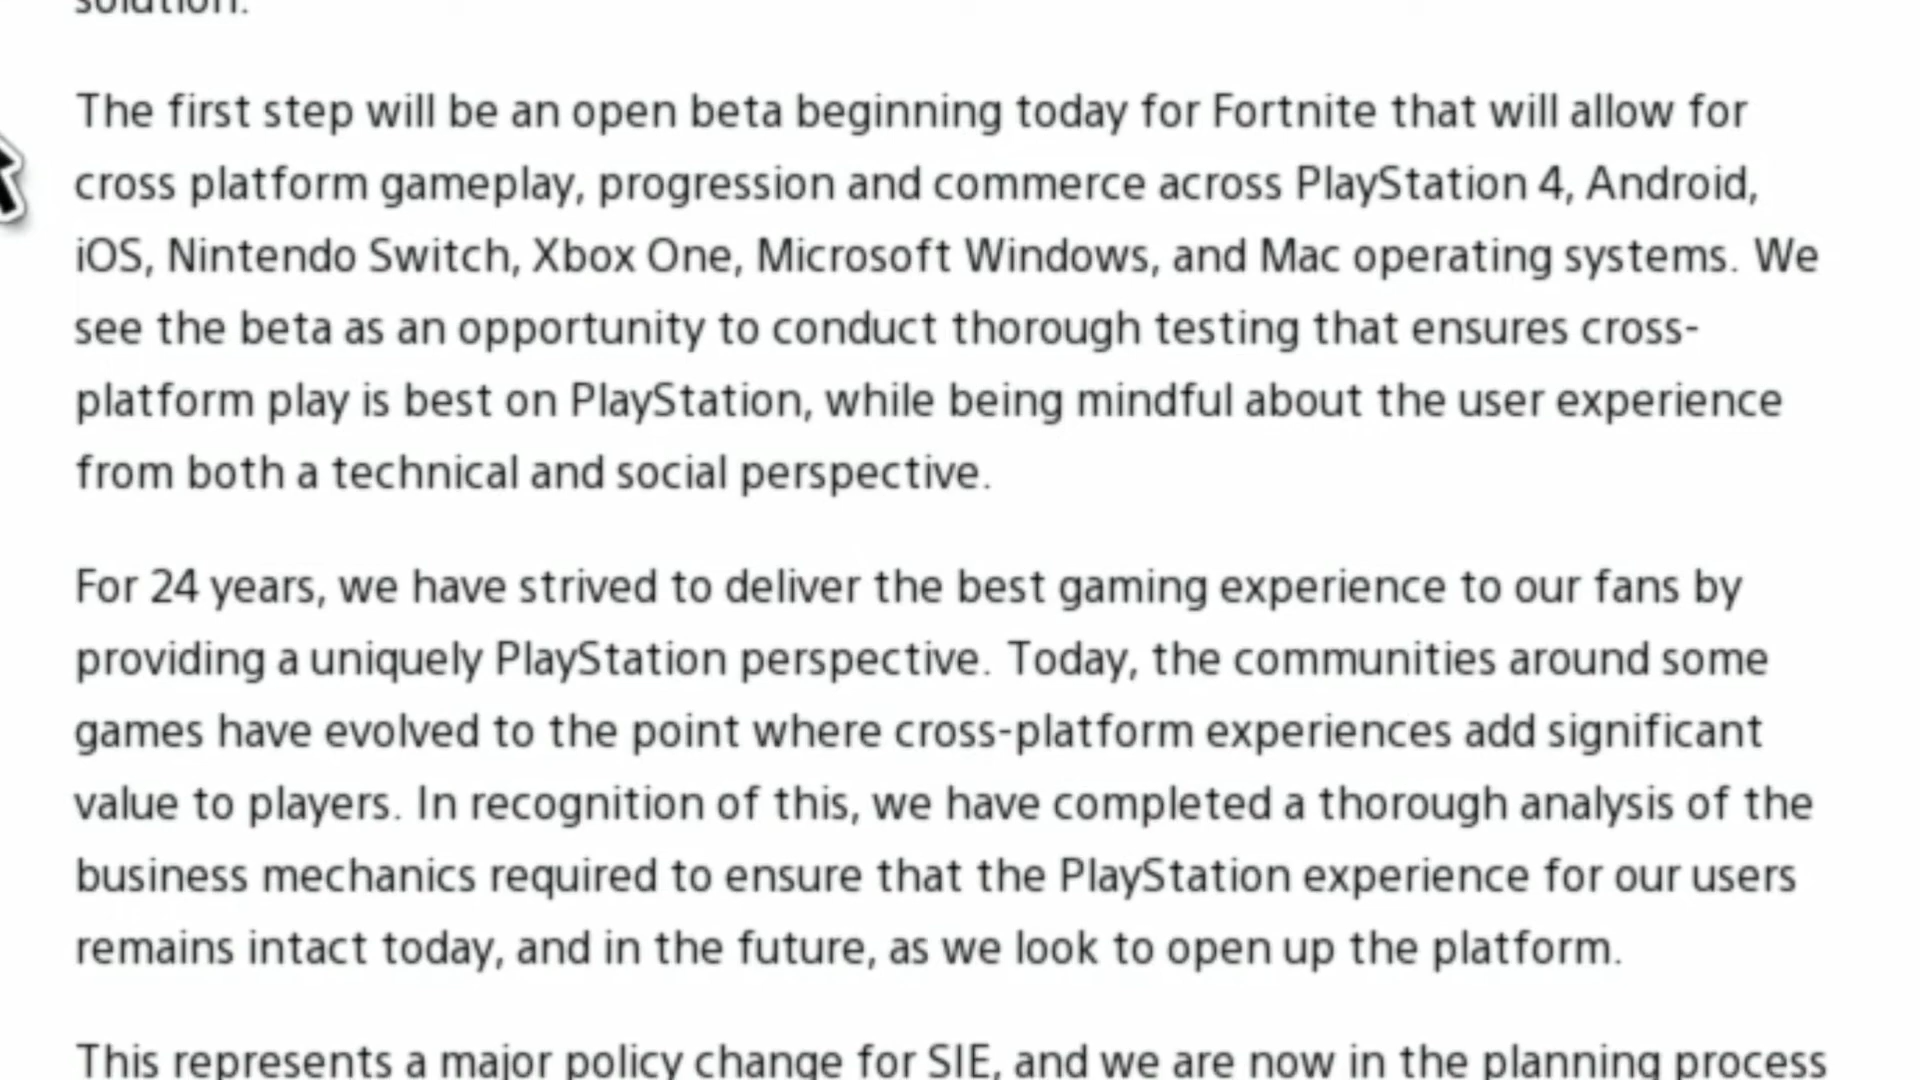 solution.
The first step will be an open beta beginning today for Fortnite that will allow for
cross platform gameplay, progression and commerce across PlayStation 4, Android,
iOS, Nintendo Switch, Xbox One, Microsoft Windows, and Mac operating systems. We
see the beta as an opportunity to conduct thorough testing that ensures cross-
platform play is best on PlayStation, while being mindful about the user experience
from both a technical and social perspective.
For 24 years, we have strived to deliver the best gaming experience to our fans by
providing a uniquely PlayStation perspective. Today, the communities around some
games have evolved to the point where cross-platform experiences add significant
value to players. In recognition of this, we have completed a thorough analysis of the
business mechanics required to ensure that the PlayStation experience for our users
remains intact today, and in the future, as we look to open up the platform.
This represents a major policy change for SIE, and we are now in the planning process